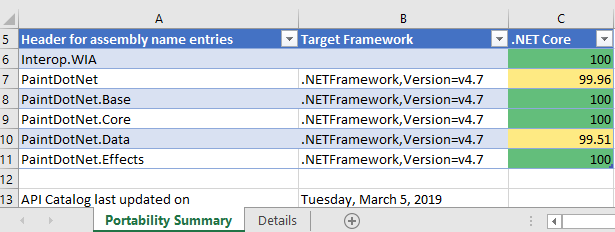 A B C
5 Header for assembly name entries Target Framework .NET Core
6 Interop.WIA 100
7 PaintDotNet .NETFramework,Version=v4.7 99.96
8 PaintDotNet.Base .NETFramework,Version=v4.7 100
9 PaintDotNet.Core .NETFramework,Version=v4.7 100
10 PaintDotNet.Data .NETFramework,Version=v4.7 99.51
11 PaintDotNet.Effects .NETFramework,Version=v4.7 100
12
13 API Catalog last updated on Tuesday, March 5, 2019
Portability Summary Details